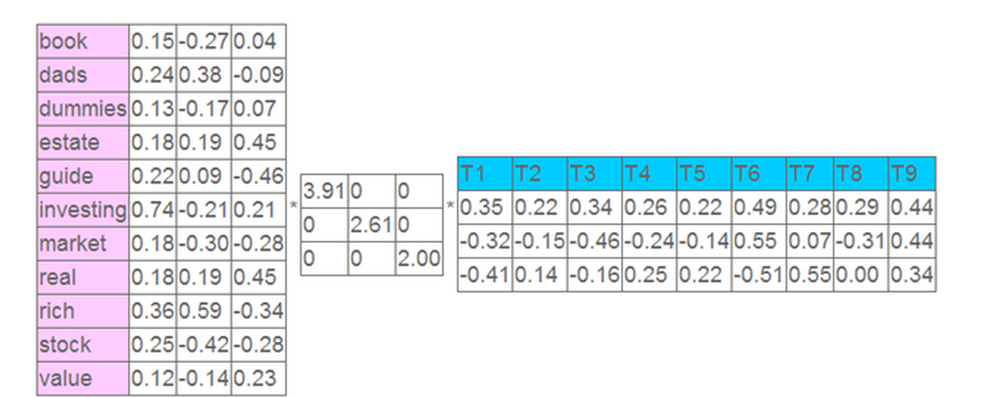 book 0.15 -0.27 0.04
dads 0.24 0.38 -0.09
dummies 0.13 -0.17 0.07
estate 0.18 0.19 0.45
guide 0.22 0.09 -0.46
investing 0.74 -0.21 0.21
market 0.18 -0.30 -0.28
real 0.18 0.19 0.45
rich 0.36 0.59 -0.34
stock 0.25 -0.42 -0.28
value 0.12 -0.14 0.23
*
3.91 0 0
0 2.61 0
0 0 2.00
*
T1 T2 T3 T4 T5 T6 T7 T8 T9
0.35 0.22 0.34 0.26 0.22 0.49 0.28 0.29 0.44
-0.32 -0.15 -0.46 -0.24 -0.14 0.55 0.07 -0.31 0.44
-0.41 0.14 -0.16 0.25 0.22 -0.51 0.55 0.00 0.34